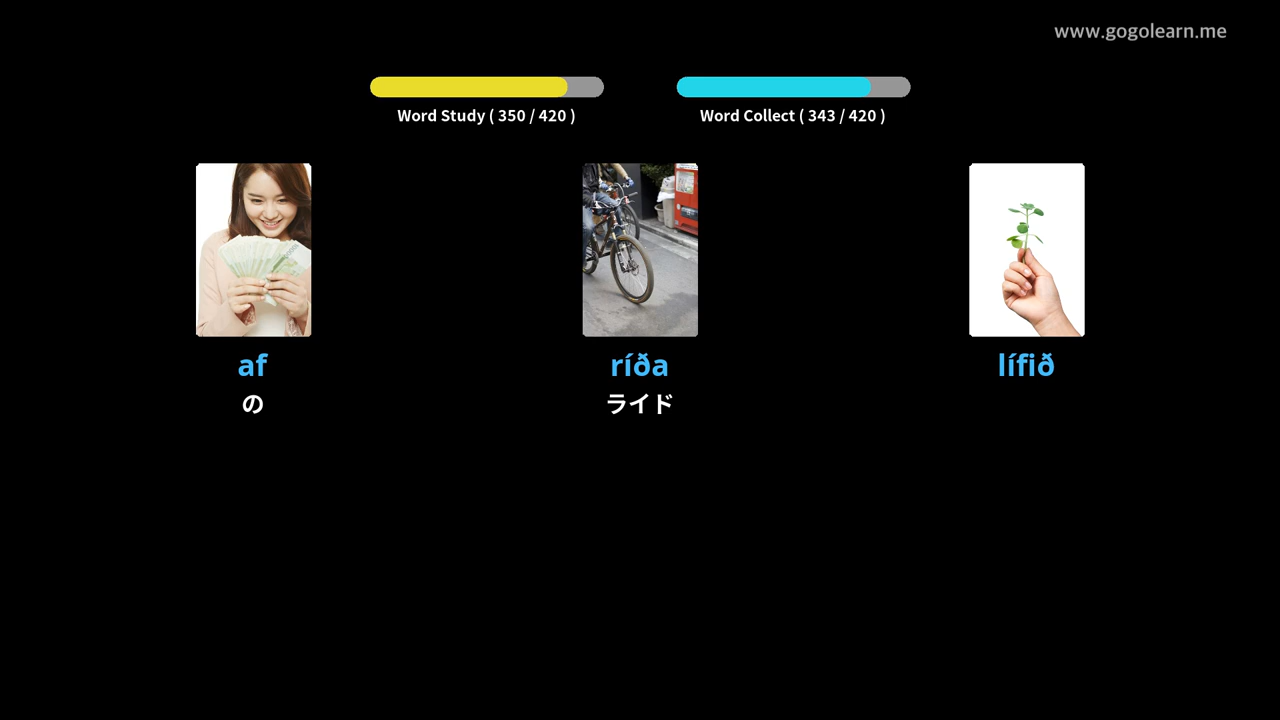 www.gogolearn.me
Word Study ( 350 / 420 )
Word Collect ( 343 / 420 )
af
の
ríða
ライド
lífið